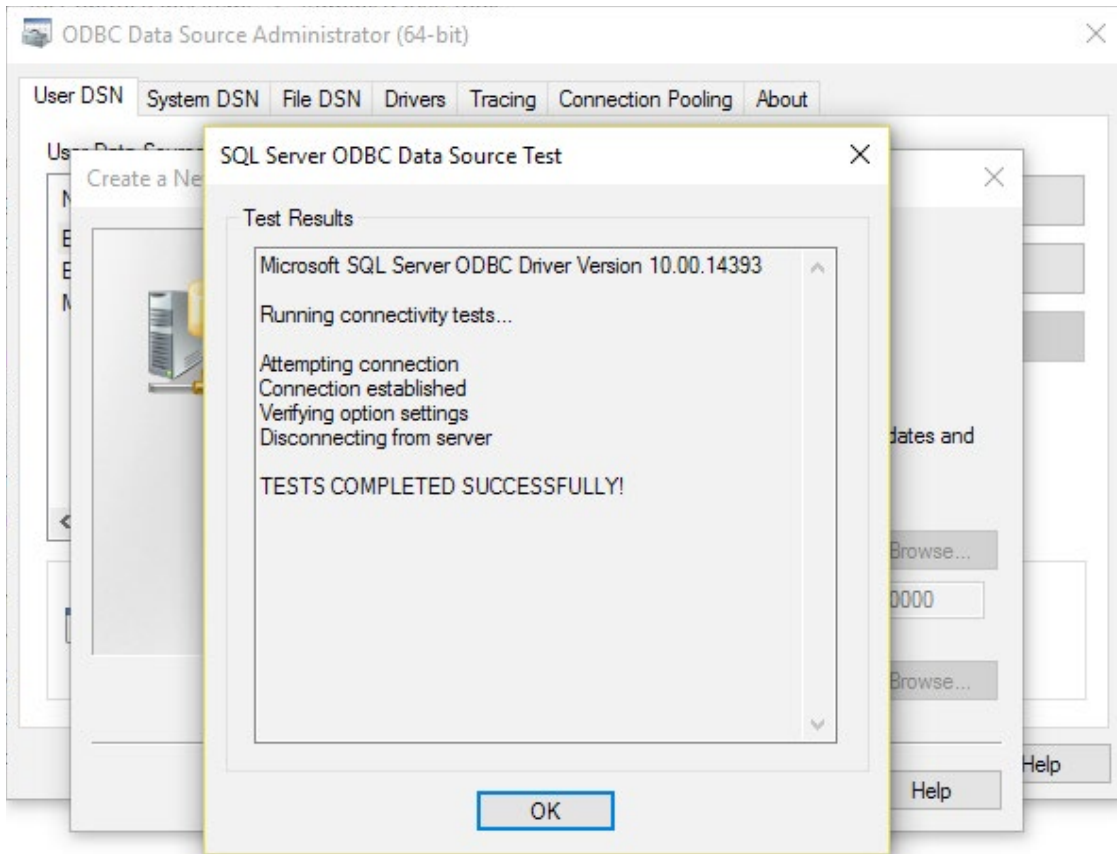 ODBC Data Source Administrator (64-bit)
User DSN System DSN File DSN Drivers Tracing Connection Pooling About
SQL Server ODBC Data Source Test
Create a Ne
Test Results
Microsoft SQL Server ODBC Driver Version 10.00.14393
Running connectivity tests...
Attempting connection
Connection established
Verifying option settings
Disconnecting from server
dates and
TESTS COMPLETED SUCCESSFULLY!
Browse...
0000
Browse...
Help
Help
OK